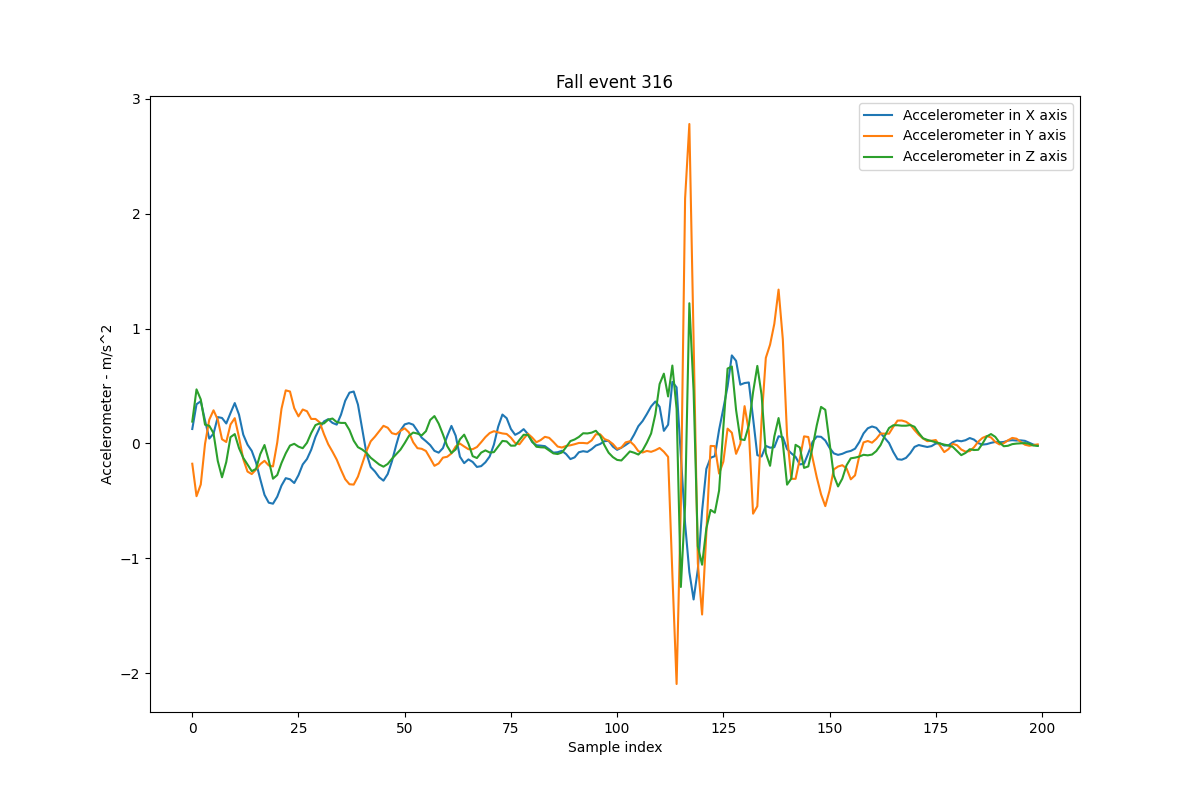 Fall event 316
Accelerometer in X axis
Accelerometer in Y axis
Accelerometer in Z axis
Accelerometer - m/s^2
3
2
1
0
−1
−2
0 25 50 75 100 125 150 175 200
Sample index